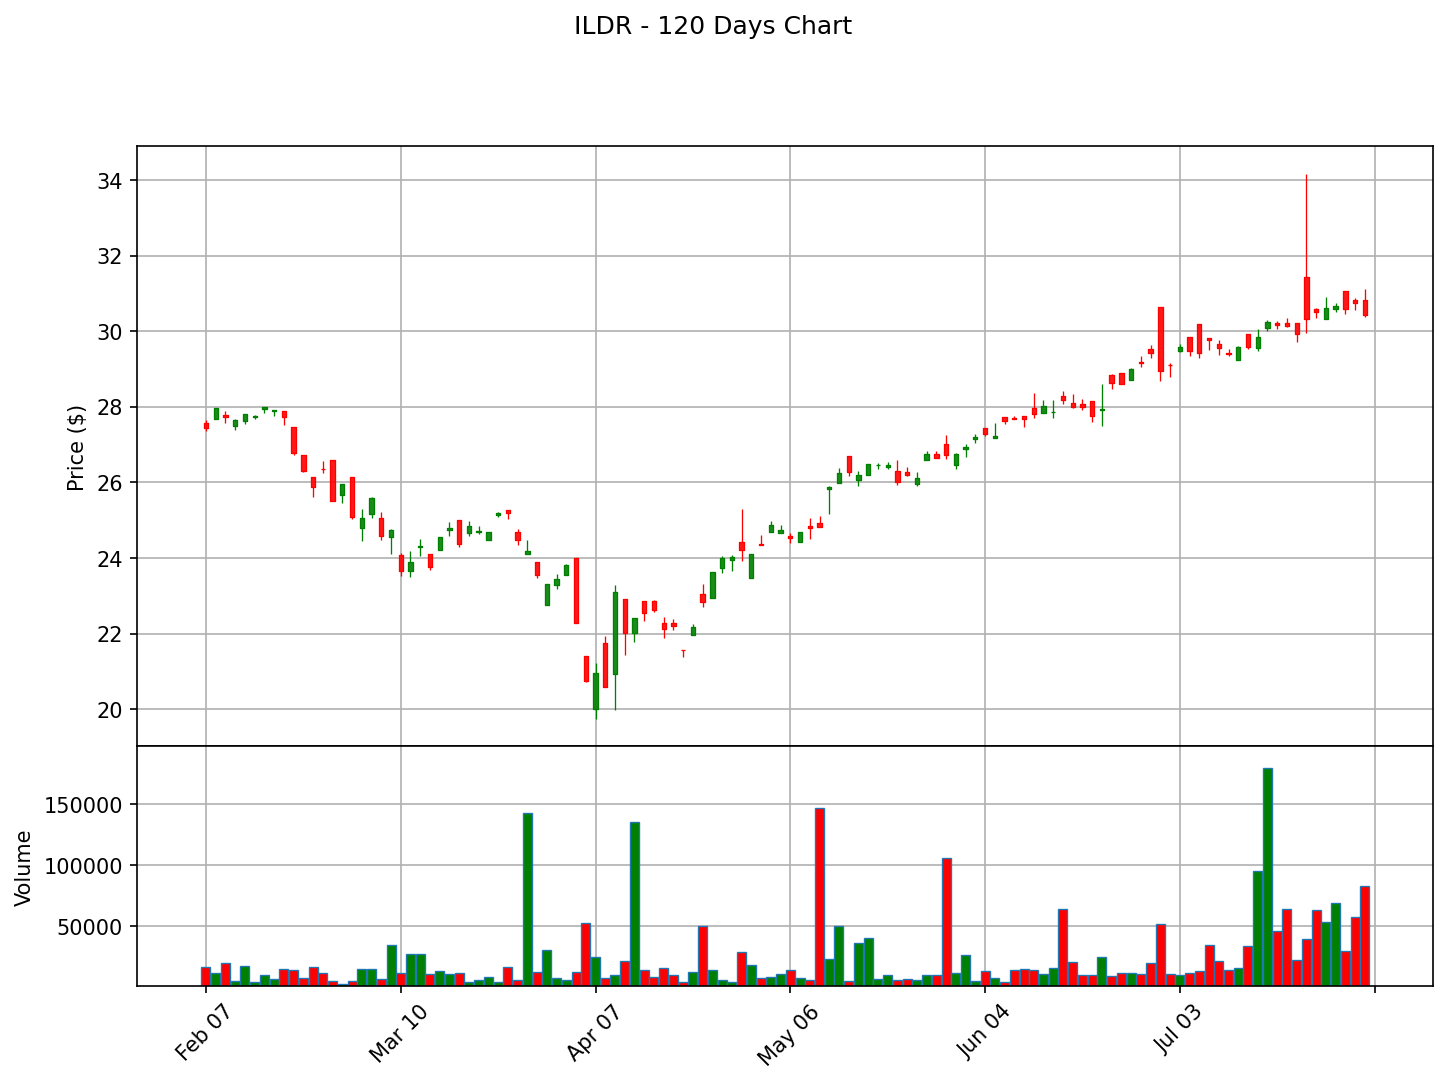 ILDR - 120 Days Chart
34
32
30
28
26
24
22
20
Price ($)
150000
100000
50000
Volume
Feb 07
Mar 10
Apr 07
May 06
Jun 04
Jul 03